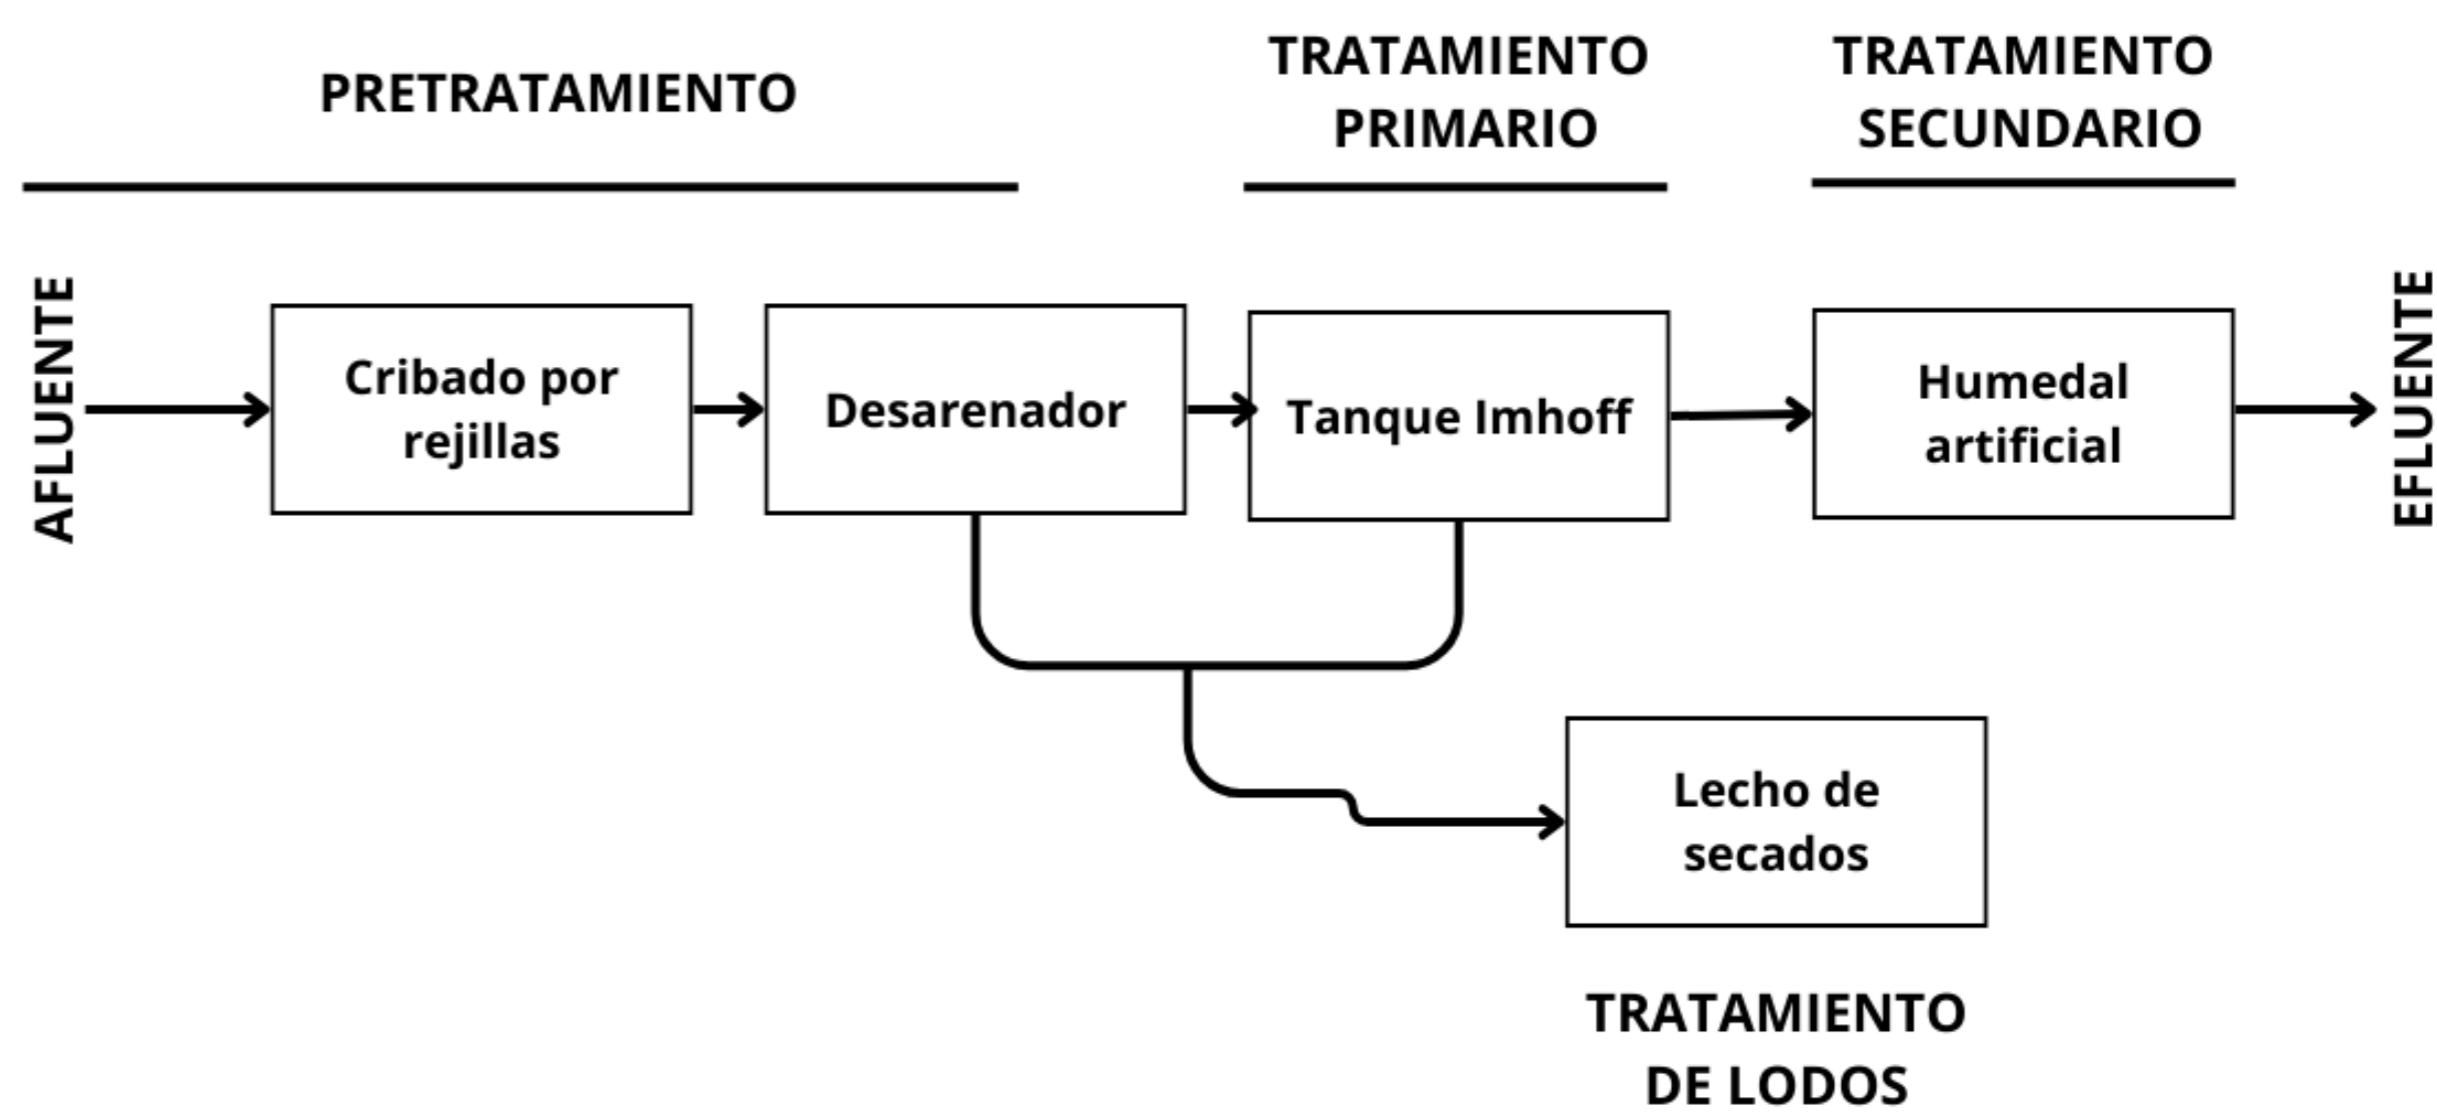 PRETRATAMIENTO
TRATAMIENTO
PRIMARIO
TRATAMIENTO
SECUNDARIO
AFLUENTE
Cribado por
rejillas
Desarenador
Tanque Imhoff
Humedal
artificial
EFLUENTE
Lecho de
secados
TRATAMIENTO
DE LODOS